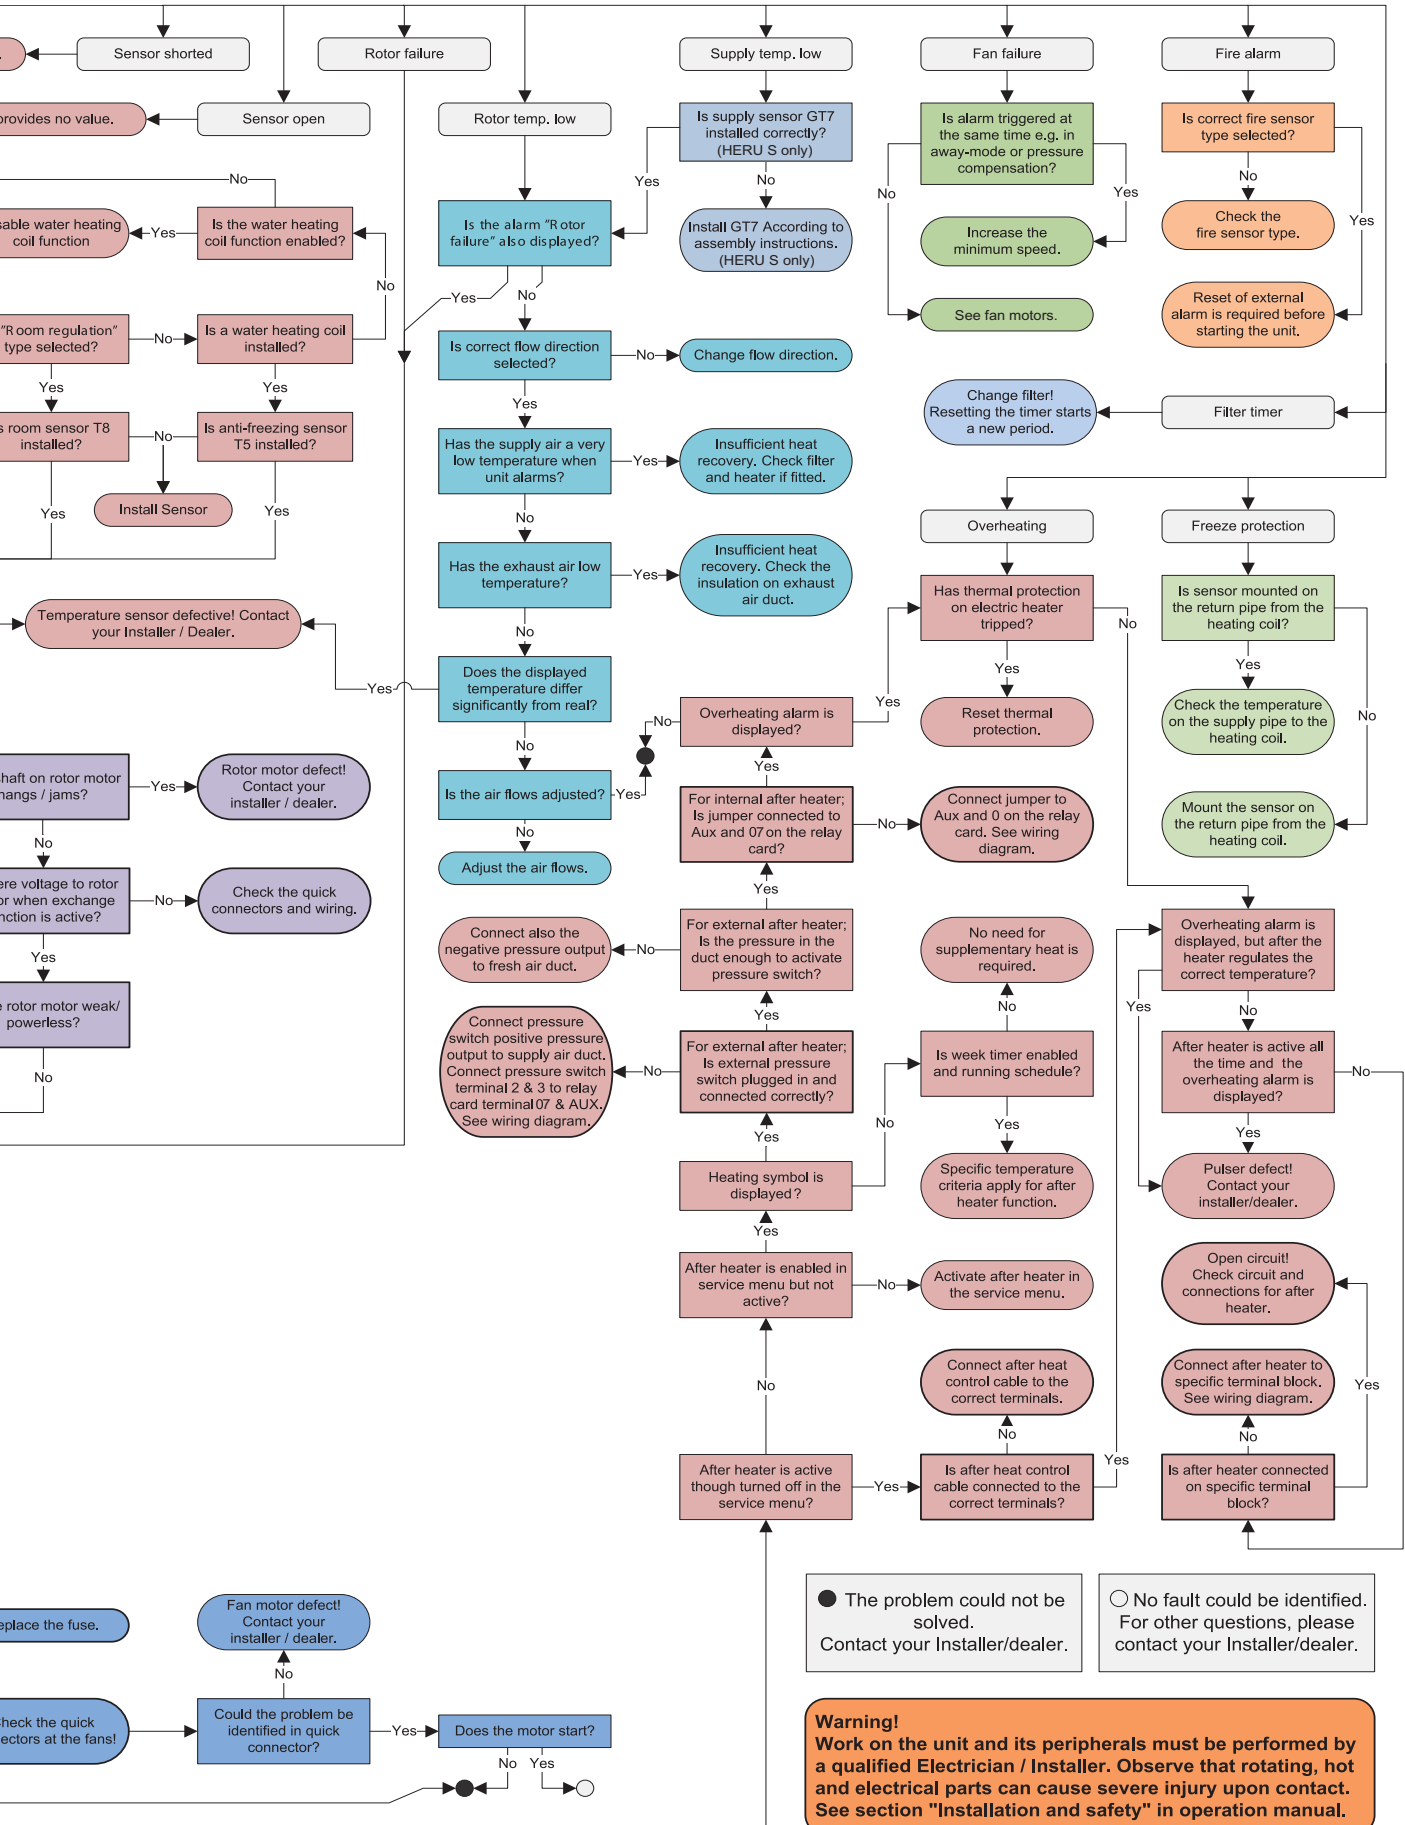 Sensor shorted
Rotor failure
Supply temp. low
Fan failure
Fire alarm
provides no value.
Sensor open
Rotor temp. low
Is supply sensor GT7
installed correctly?
(HERU S only)
Is alarm triggered at
the same time e.g. in
away-mode or pressure
compensation?
Is correct fire sensor
type selected?
No
Yes
No
No
Yes
No
Yes
water heating
coil function
Yes
Is the water heating
coil function enabled?
Is the alarm "Rotor
failure" also displayed?
Install GT7 According to
assembly instructions.
(HERU S only)
Increase the
minimum speed.
Check the
fire sensor type.
No
Yes
No
"Room regulation"
type selected?
No
Is a water heating coil
installed?
See fan motors.
Reset of external
alarm is required before
starting the unit.
Is correct flow direction
selected?
No
Change flow direction.
Yes
Yes
Yes
room sensor T8
installed?
No
Is anti-freezing sensor
T5 installed?
Change filter!
Resetting the timer starts
a new period.
Filter timer
Has the supply air a very
low temperature when
unit alarms?
Yes
Insufficient heat
recovery. Check filter
and heater if fitted.
Yes
Install Sensor
Yes
No
Overheating
Freeze protection
Has the exhaust air low
temperature?
Yes
Insufficient heat
recovery. Check the
insulation on exhaust
air duct.
Has thermal protection
on electric heater
tripped?
No
Is sensor mounted on
the return pipe from the
heating coil?
Temperature sensor defective! Contact
your Installer / Dealer.
No
Yes
Yes
Yes
Does the displayed
temperature differ
significantly from real?
Yes
No
Overheating alarm is
displayed?
Reset thermal
protection.
Check the temperature
on the supply pipe to the
heating coil.
No
No
Yes
shaft on rotor motor
hangs / jams?
Yes
Rotor motor defect!
Contact your
installer / dealer.
Is the air flows adjusted?
Yes
For internal after heater;
Is jumper connected to
Aux and 07 on the relay
card?
No
Connect jumper to
Aux and 0 on the relay
card. See wiring
diagram.
Mount the sensor on
the return pipe from the
heating coil.
No
No
Adjust the air flows.
Yes
voltage to rotor
when exchange
is active?
No
Check the quick
connectors and wiring.
Connect also the
negative pressure output
to fresh air duct.
No
For external after heater;
Is the pressure in the
duct enough to activate
pressure switch?
No need for
supplementary heat is
required.
Overheating alarm is
displayed, but after the
heater regulates the
correct temperature?
Yes
Yes
No
Yes
No
rotor motor weak/
powerless?
Connect pressure
switch positive pressure
output to supply air duct.
Connect pressure switch
terminal 2 & 3 to relay
card terminal 07 & AUX.
See wiring diagram.
No
For external after heater;
Is external pressure
switch plugged in and
connected correctly?
Is week timer enabled
and running schedule?
After heater is active all
the time and the
overheating alarm is
displayed?
No
No
Yes
No
Yes
Yes
Heating symbol is
displayed?
Specific temperature
criteria apply for after
heater function.
Pulser defect!
Contact your
installer/dealer.
Yes
After heater is enabled in
service menu but not
active?
No
Activate after heater in
the service menu.
Open circuit!
Check circuit and
connections for after
heater.
No
Connect after heat
control cable to the
correct terminals.
Connect after heater to
specific terminal block.
See wiring diagram.
Yes
No
No
After heater is active
though turned off in the
service menu?
Yes
Is after heat control
cable connected to the
correct terminals?
Yes
Is after heater connected
on specific terminal
block?
The problem could not be
solved.
Contact your Installer/dealer.
No fault could be identified.
For other questions, please
contact your Installer/dealer.
the fuse.
Fan motor defect!
Contact your
installer / dealer.
No
the quick
at the fans!
Could the problem be
identified in quick
connector?
Yes
Does the motor start?
No
Yes
Warning!
Work on the unit and its peripherals must be performed by
a qualified Electrician / Installer. Observe that rotating, hot
and electrical parts can cause severe injury upon contact.
See section "Installation and safety" in operation manual.